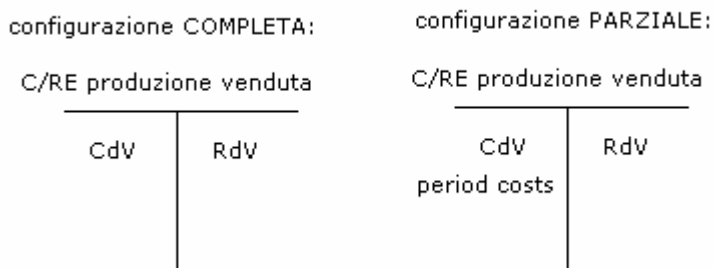 configurazione COMPLETA:
C/RE produzione venduta
CdV RdV
configurazione PARZIALE:
C/RE produzione venduta
CdV RdV
period costs